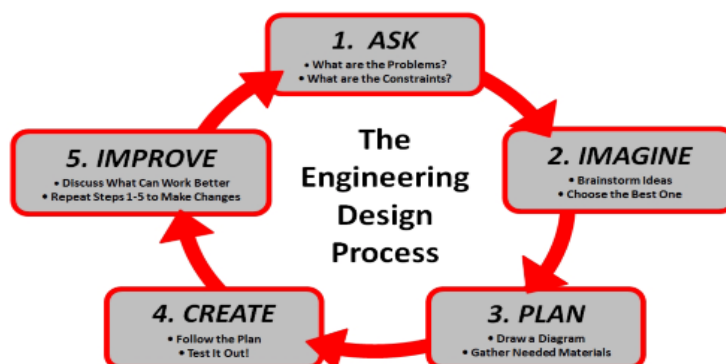 1. ASK
• What are the Problems?
• What are the Constraints?
2. IMAGINE
• Brainstorm Ideas
• Choose the Best One
3. PLAN
• Draw a Diagram
• Gather Needed Materials
4. CREATE
• Follow the Plan
• Test It Out!
5. IMPROVE
• Discuss What Can Work Better
• Repeat Steps 1-5 to Make Changes
The
Engineering
Design
Process